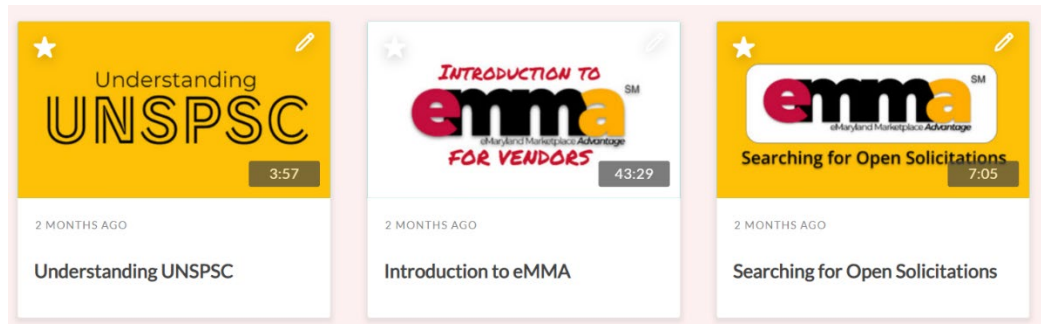 Understanding
UNSPSC
3:57
2 MONTHS AGO
Understanding UNSPSC
INTRODUCTION TO
emma SM
eMaryland Marketplace Advantage
FOR VENDORS
43:29
2 MONTHS AGO
Introduction to eMMA
emma SM
eMaryland Marketplace Advantage
Searching for Open Solicitations
7:05
2 MONTHS AGO
Searching for Open Solicitations